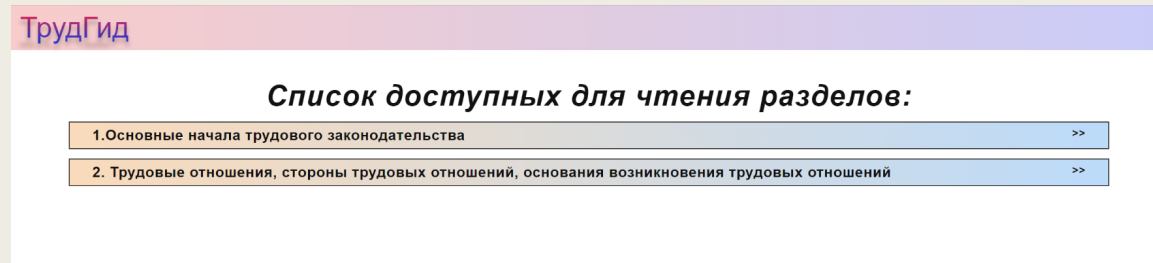 ТрудГид
Список доступных для чтения разделов:
1.Основные начала трудового законодательства >>
2. Трудовые отношения, стороны трудовых отношений, основания возникновения трудовых отношений >>